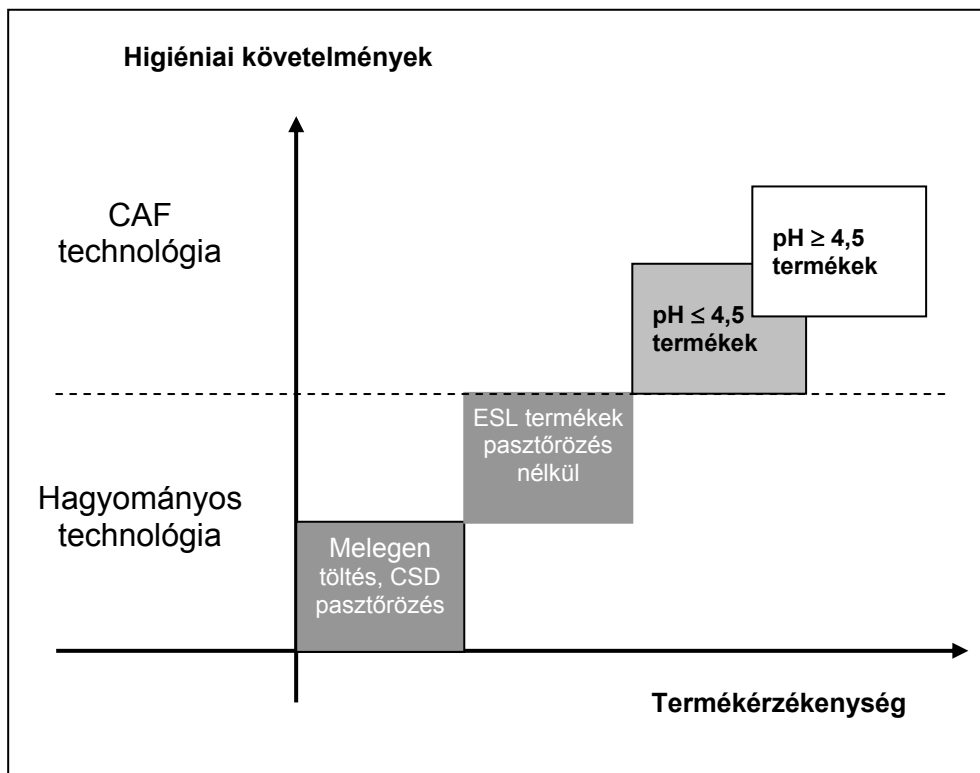 Higiéniai követelmények
CAF
technológia
pH ≥ 4,5
termékek
pH ≤ 4,5
termékek
ESL termékek
pasztőrözés
nélkül
Hagyományos
technológia
Melegen
töltés, CSD
pasztőrözés
Termékérzékenység